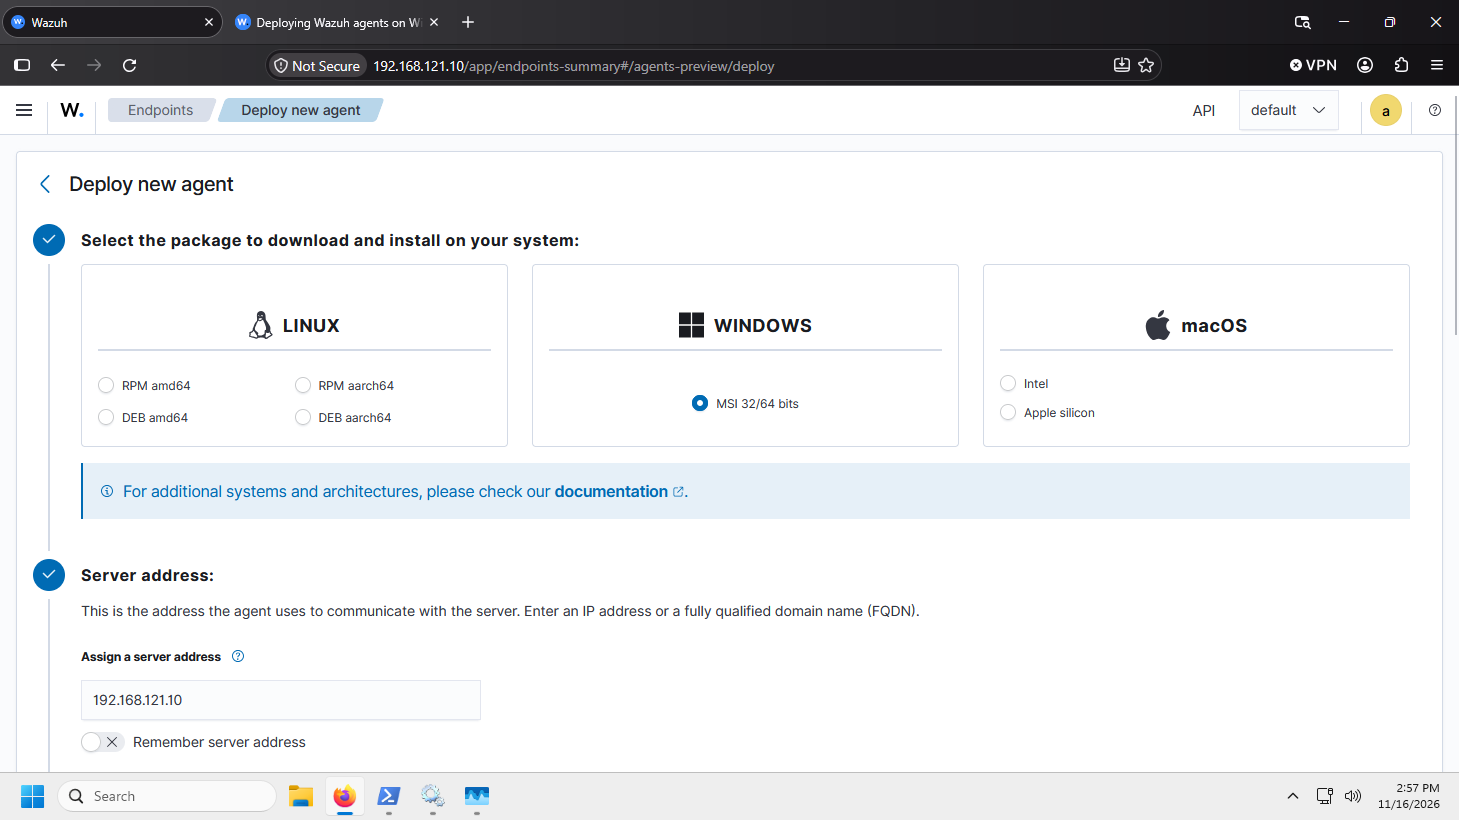 Wazuh
Deploying Wazuh agents on Wi
Not Secure 192.168.121.10/app/endpoints-summary#/agents-preview/deploy
VPN
W.
Endpoints
Deploy new agent
API
default
a
Deploy new agent
Select the package to download and install on your system:
LINUX
RPM amd64
RPM aarch64
DEB amd64
DEB aarch64
WINDOWS
MSI 32/64 bits
macOS
Intel
Apple silicon
For additional systems and architectures, please check our documentation.
Server address:
This is the address the agent uses to communicate with the server. Enter an IP address or a fully qualified domain name (FQDN).
Assign a server address
192.168.121.10
Remember server address
Search
2:57 PM
11/16/2026